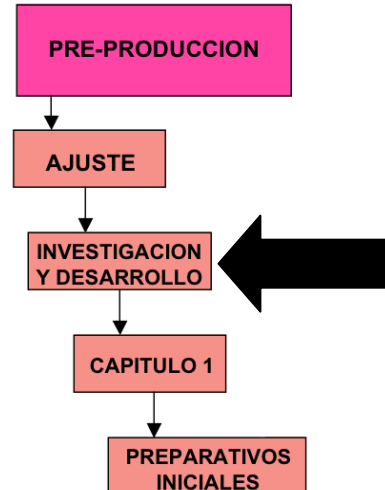 PRE-PRODUCCION
AJUSTE
INVESTIGACION
Y DESARROLLO
CAPITULO 1
PREPARATIVOS
INICIALES